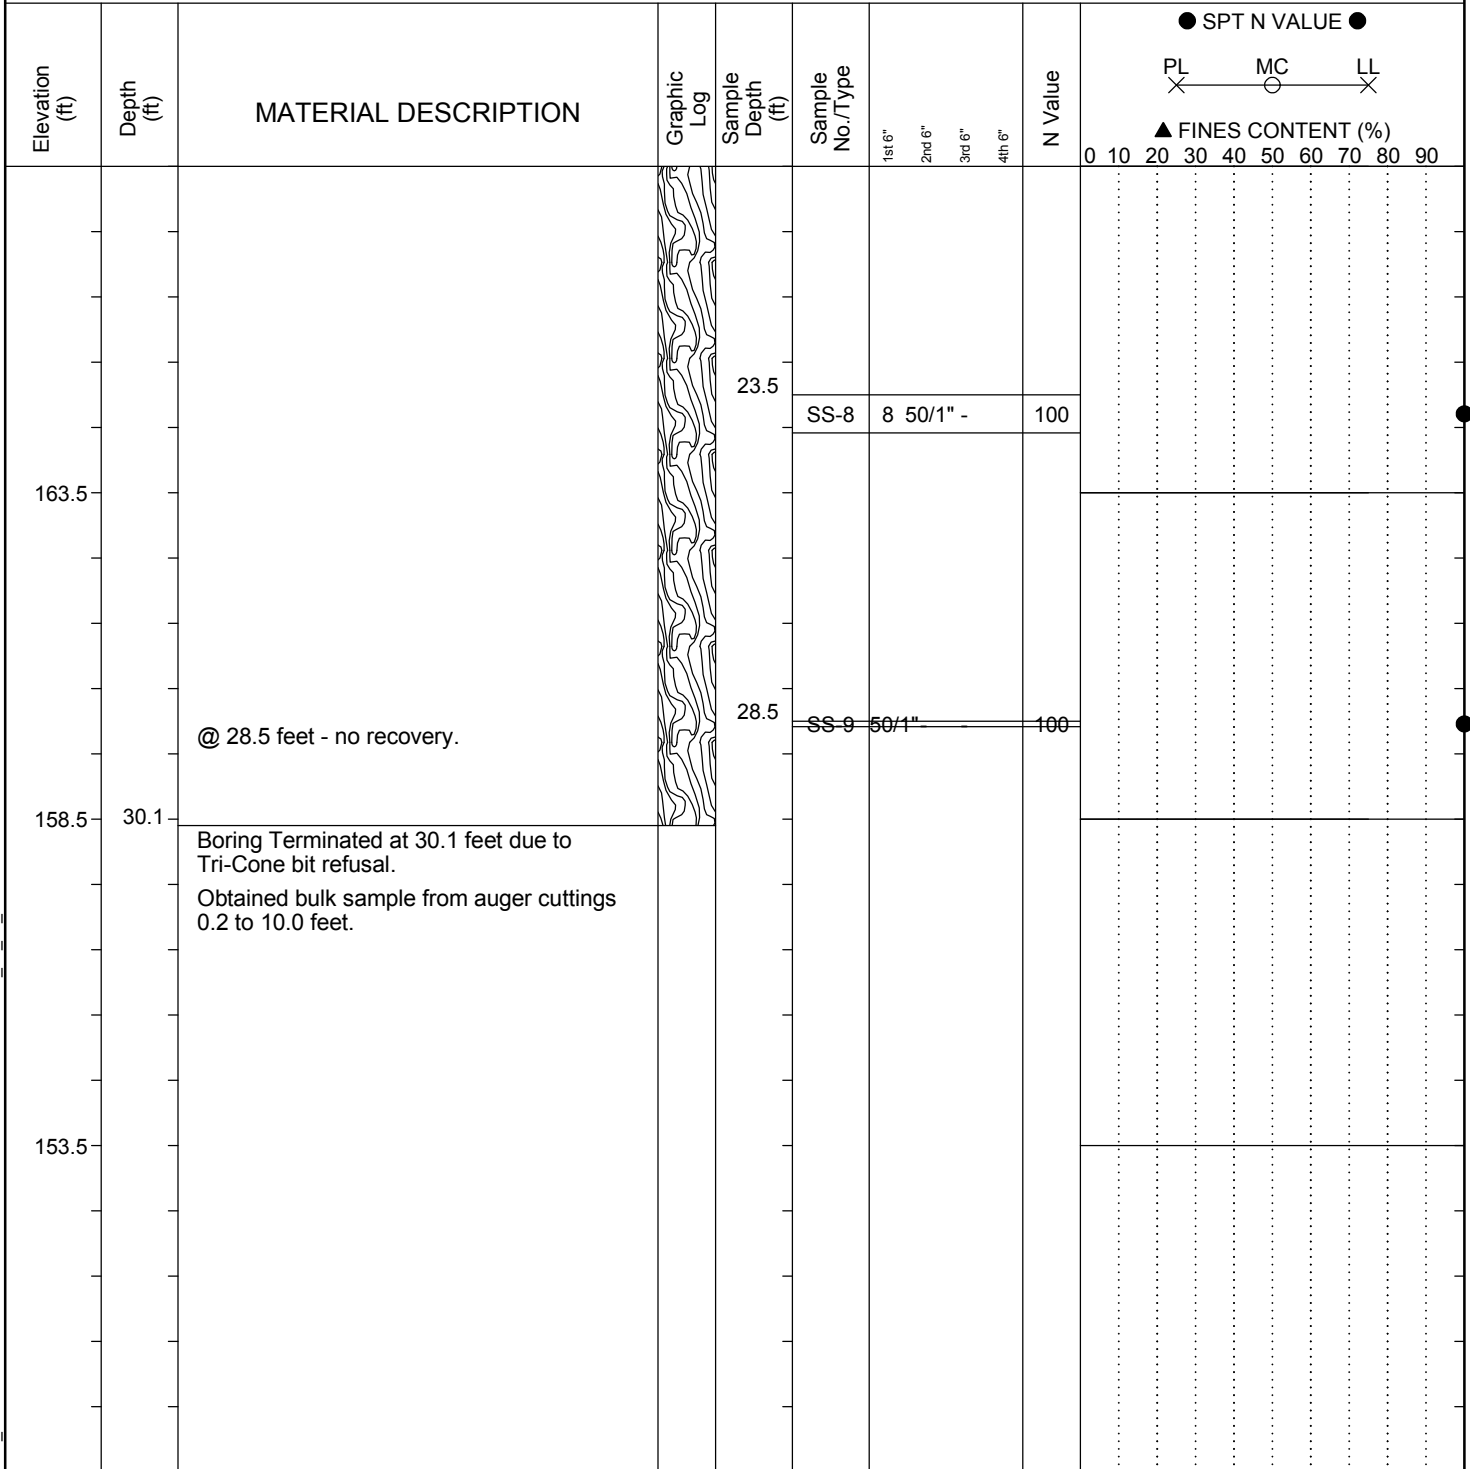 ● SPT N VALUE ●
PL MC LL
▲ FINES CONTENT (%)
0 10 20 30 40 50 60 70 80 90
Elevation
(ft)
Depth
(ft)
MATERIAL DESCRIPTION
Graphic
Log
Sample
Depth
(ft)
Sample
No./Type
1st 6"
2nd 6"
3rd 6"
4th 6"
N Value
23.5
SS-8 8 50/1" - 100
163.5
28.5
SS-9 50/1" - - 100
@ 28.5 feet - no recovery.
158.5 30.1
Boring Terminated at 30.1 feet due to
Tri-Cone bit refusal.
Obtained bulk sample from auger cuttings
0.2 to 10.0 feet.
153.5